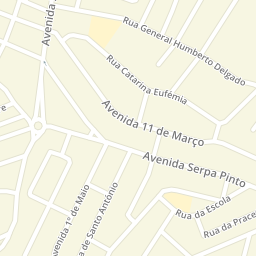 Avenida
Rua General Humberto Delgado
Rua Catarina Eufémia
Avenida 11 de Março
Avenida Serpa Pinto
Avenida 1º de Maio
de Santo António
Rua da Escola
Rua da Prace